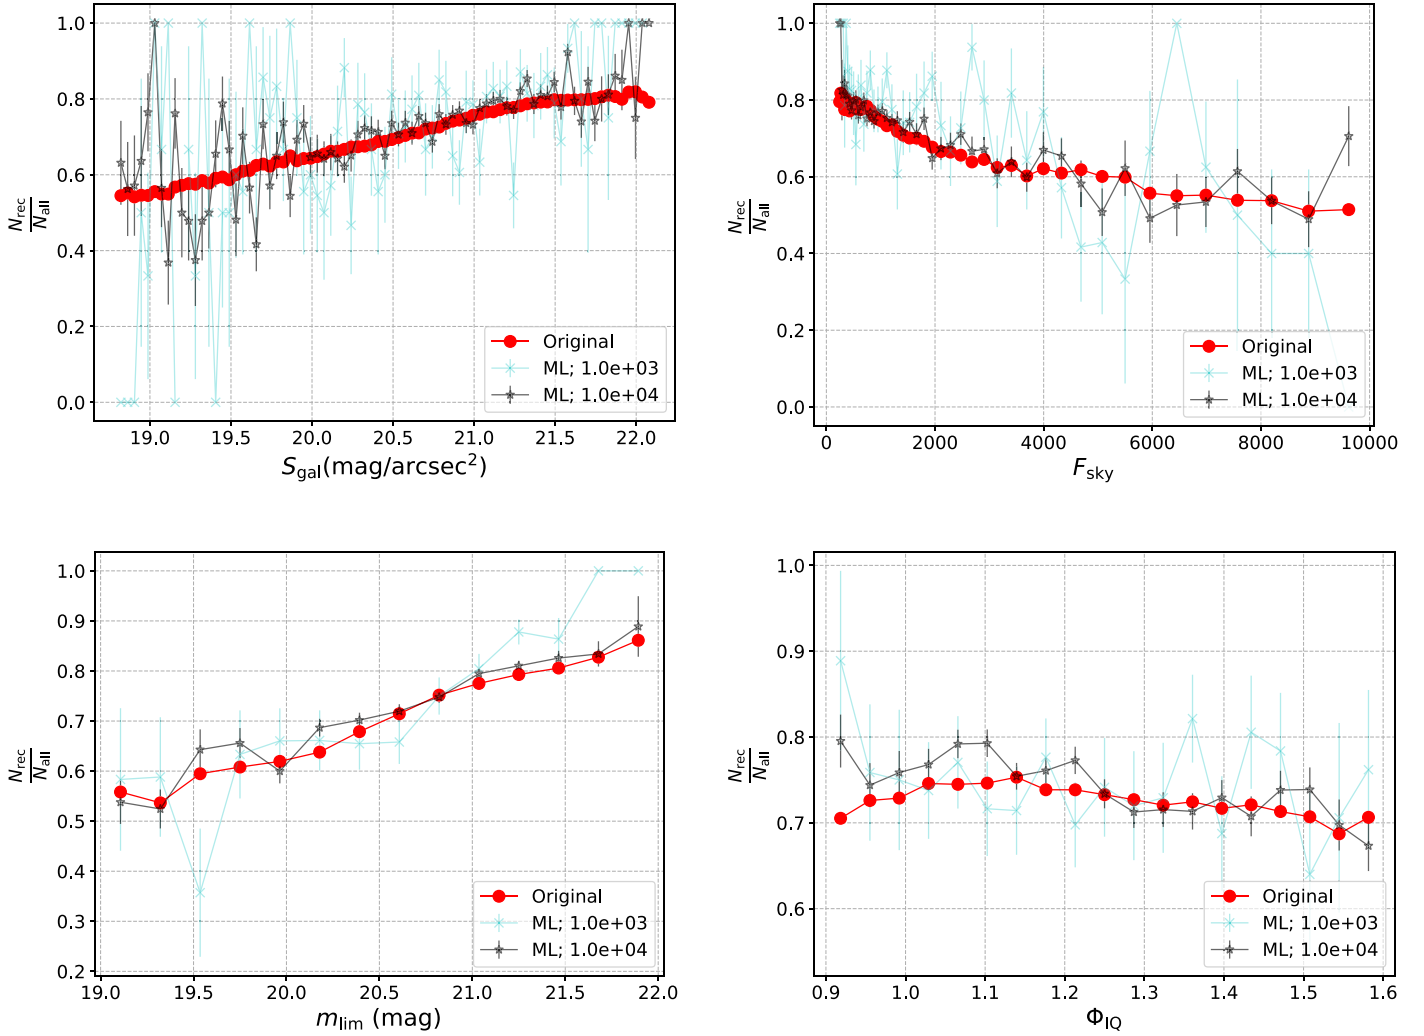 1.0
0.8
0.6
0.4
0.2
0.0
N_rec
N_all
Original
ML; 1.0e+03
ML; 1.0e+04
19.0 19.5 20.0 20.5 21.0 21.5 22.0
S_gal(mag/arcsec²)
1.0
0.8
0.6
0.4
0.2
0.0
N_rec
N_all
Original
ML; 1.0e+03
ML; 1.0e+04
0 2000 4000 6000 8000 10000
F_sky
1.0
0.9
0.8
0.7
0.6
0.5
0.4
0.3
0.2
N_rec
N_all
Original
ML; 1.0e+03
ML; 1.0e+04
19.0 19.5 20.0 20.5 21.0 21.5 22.0
m_lim (mag)
1.0
0.9
0.8
0.7
0.6
N_rec
N_all
Original
ML; 1.0e+03
ML; 1.0e+04
0.9 1.0 1.1 1.2 1.3 1.4 1.5 1.6
Φ_IQ